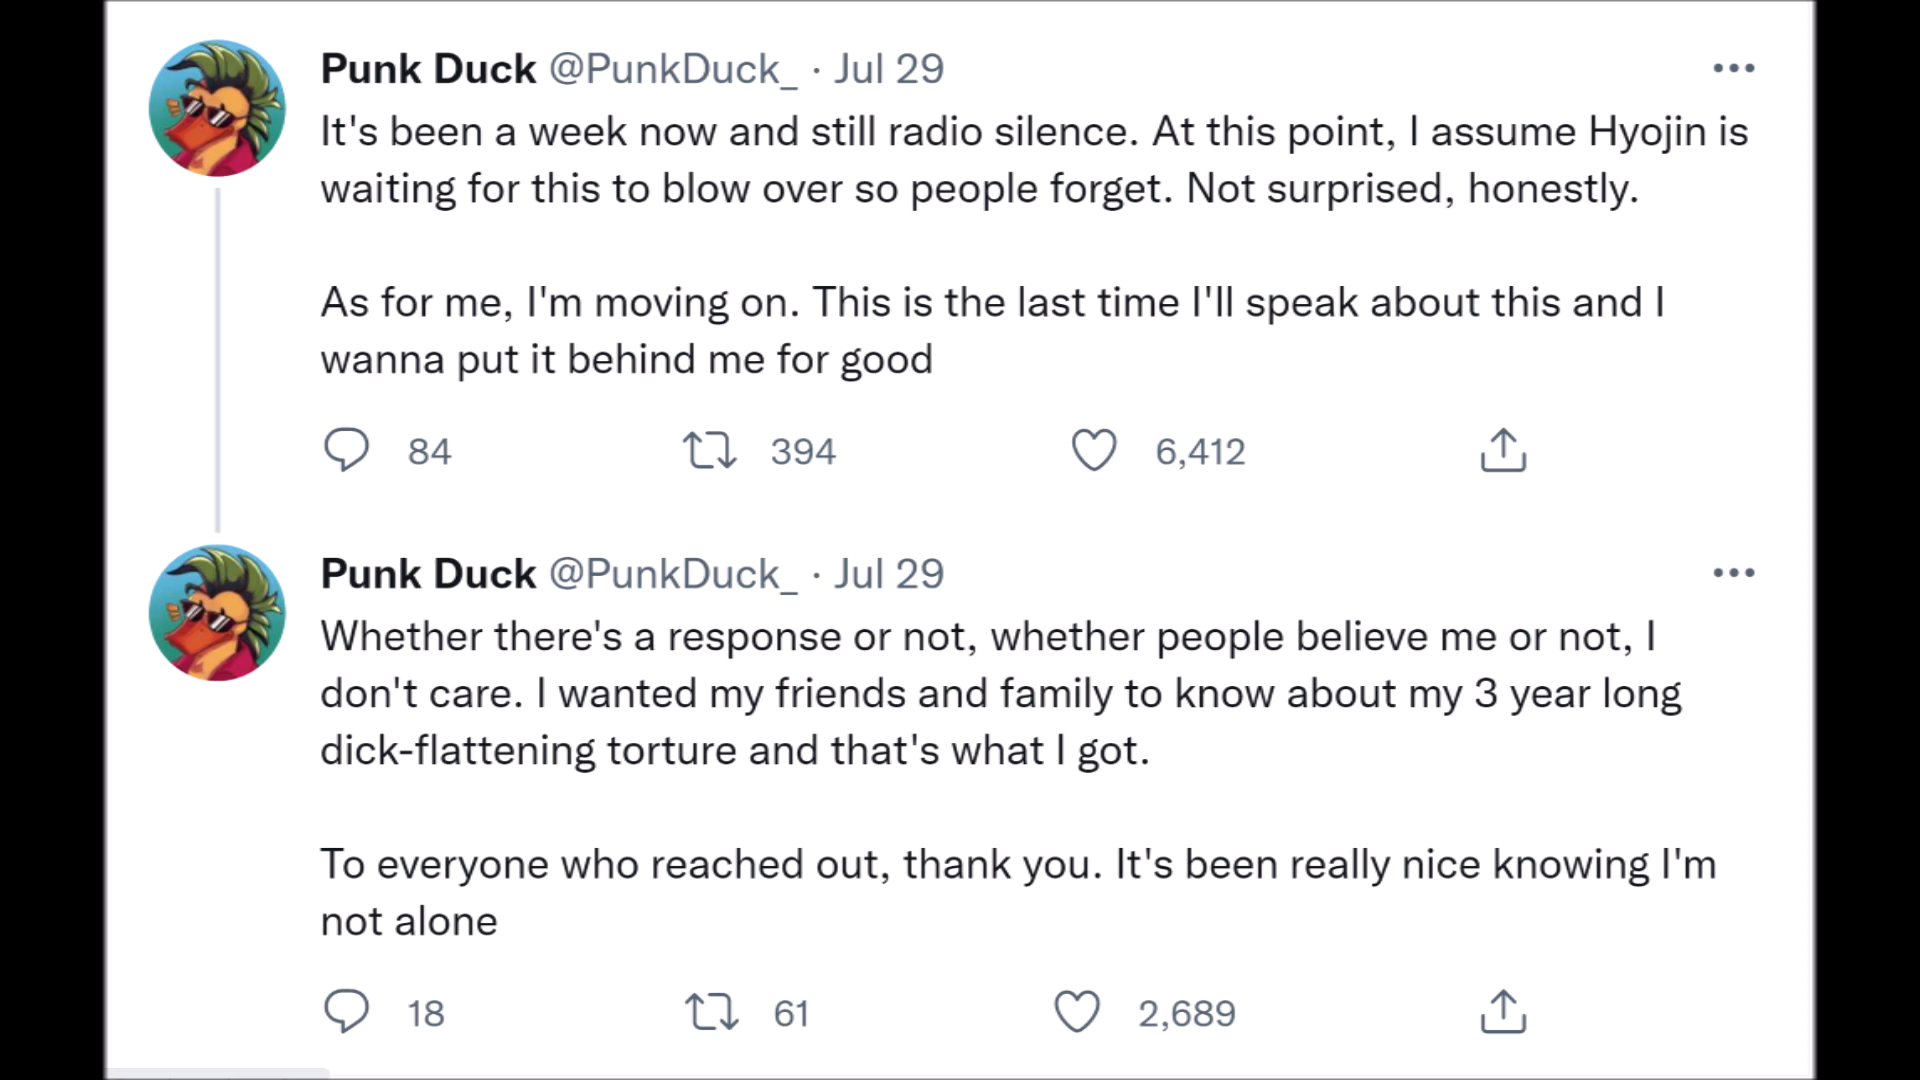 Punk Duck @PunkDuck_ · Jul 29
It's been a week now and still radio silence. At this point, I assume Hyojin is
waiting for this to blow over so people forget. Not surprised, honestly.
As for me, I'm moving on. This is the last time I'll speak about this and I
wanna put it behind me for good
84 394 6,412
Punk Duck @PunkDuck_ · Jul 29
Whether there's a response or not, whether people believe me or not, I
don't care. I wanted my friends and family to know about my 3 year long
dick-flattening torture and that's what I got.
To everyone who reached out, thank you. It's been really nice knowing I'm
not alone
18 61 2,689